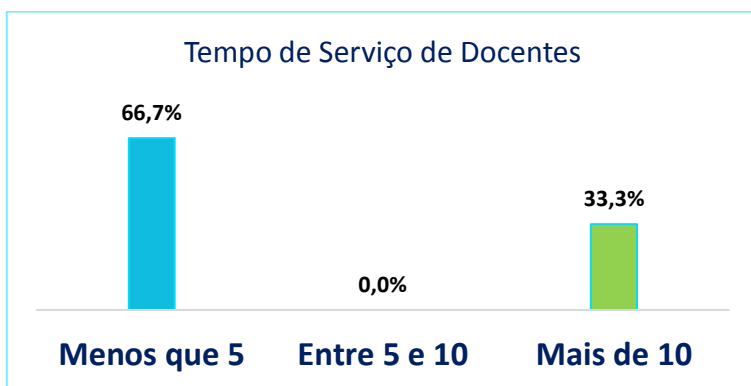 Tempo de Serviço de Docentes
66,7%
33,3%
0,0%
Menos que 5 Entre 5 e 10 Mais de 10